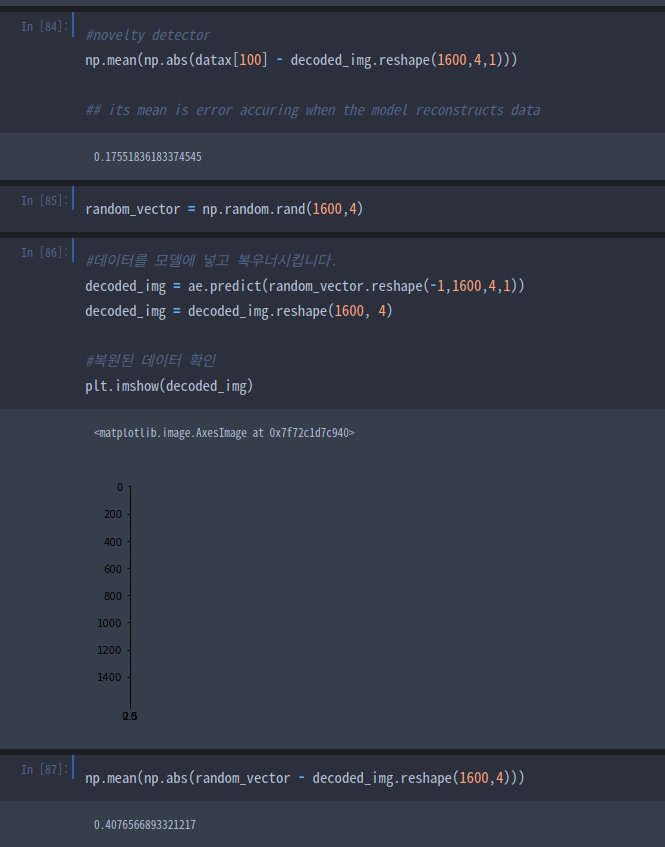 In [84]:
#novelty detector
np.mean(np.abs(datax[100] - decoded_img.reshape(1600,4,1)))
## its mean is error accuring when the model reconstructs data
0.17551836183374545
In [85]:
random_vector = np.random.rand(1600,4)
In [86]:
#데이터를 모델에 넣고 복우너시킵니다.
decoded_img = ae.predict(random_vector.reshape(-1,1600,4,1))
decoded_img = decoded_img.reshape(1600, 4)
#복원된 데이터 확인
plt.imshow(decoded_img)
<matplotlib.image.AxesImage at 0x7f72c1d7c940>
0
200
400
600
800
1000
1200
1400
In [87]:
np.mean(np.abs(random_vector - decoded_img.reshape(1600,4)))
0.4076566893321217